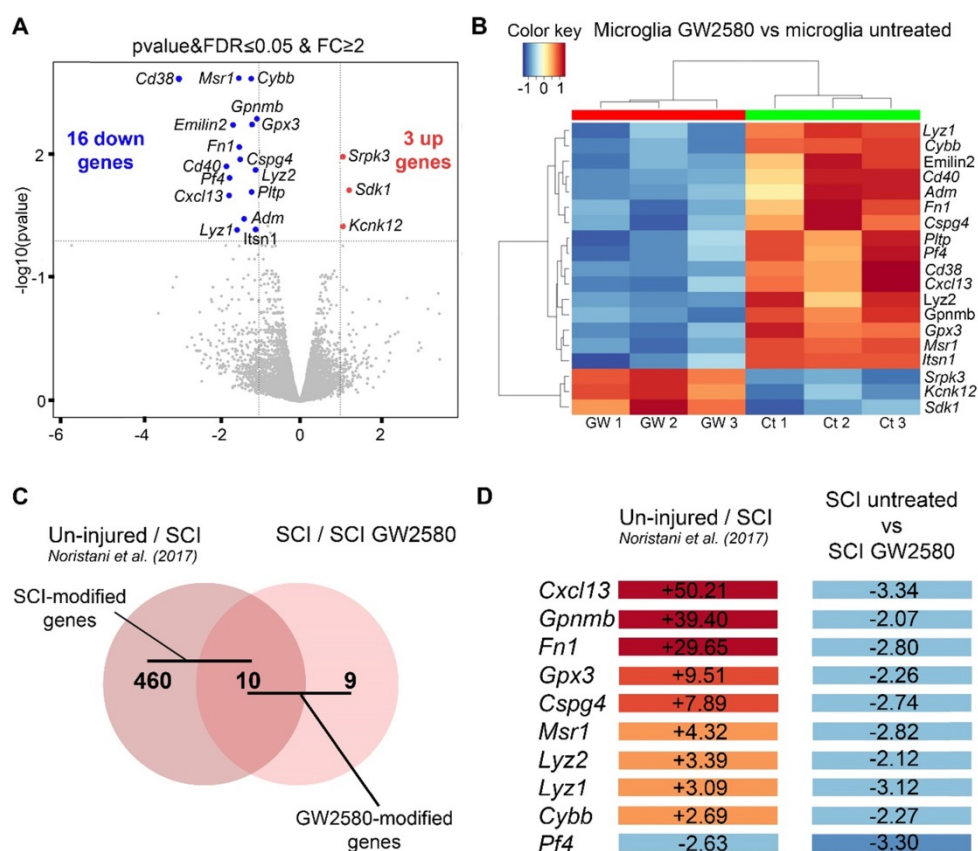 A
pvalue&FDR≤0.05 & FC≥2
Cd38
Msr1
Cybb
Gpnmb
Emilin2
Gpx3
16 down
genes
3 up
genes
Fn1
Cspg4
Srpk3
Cd40
Lyz2
Pf4
Sdk1
Cxcl13
Pltp
Adm
Kcnk12
Lyz1
Itsn1
-log10(pvalue)
2
-1
0
-6
-4
-2
0
2
4
B
Color key
-1 0 1
Microglia GW2580 vs microglia untreated
Lyz1
Cybb
Emilin2
Cd40
Adm
Fn1
Cspg4
Pltp
Pf4
Cd38
Cxcl13
Lyz2
Gpnmb
Gpx3
Msr1
Itsn1
Srpk3
Kcnk12
Sdk1
GW 1 GW 2 GW 3 Ct 1 Ct 2 Ct 3
C
Un-injured / SCI
Noristani et al. (2017)
SCI / SCI GW2580
SCI-modified
genes
460 10 9
GW2580-modified
genes
D
Un-injured / SCI
Noristani et al. (2017)
SCI untreated
vs
SCI GW2580
Cxcl13 +50.21 -3.34
Gpnmb +39.40 -2.07
Fn1 +29.65 -2.80
Gpx3 +9.51 -2.26
Cspg4 +7.89 -2.74
Msr1 +4.32 -2.82
Lyz2 +3.39 -2.12
Lyz1 +3.09 -3.12
Cybb +2.69 -2.27
Pf4 -2.63 -3.30